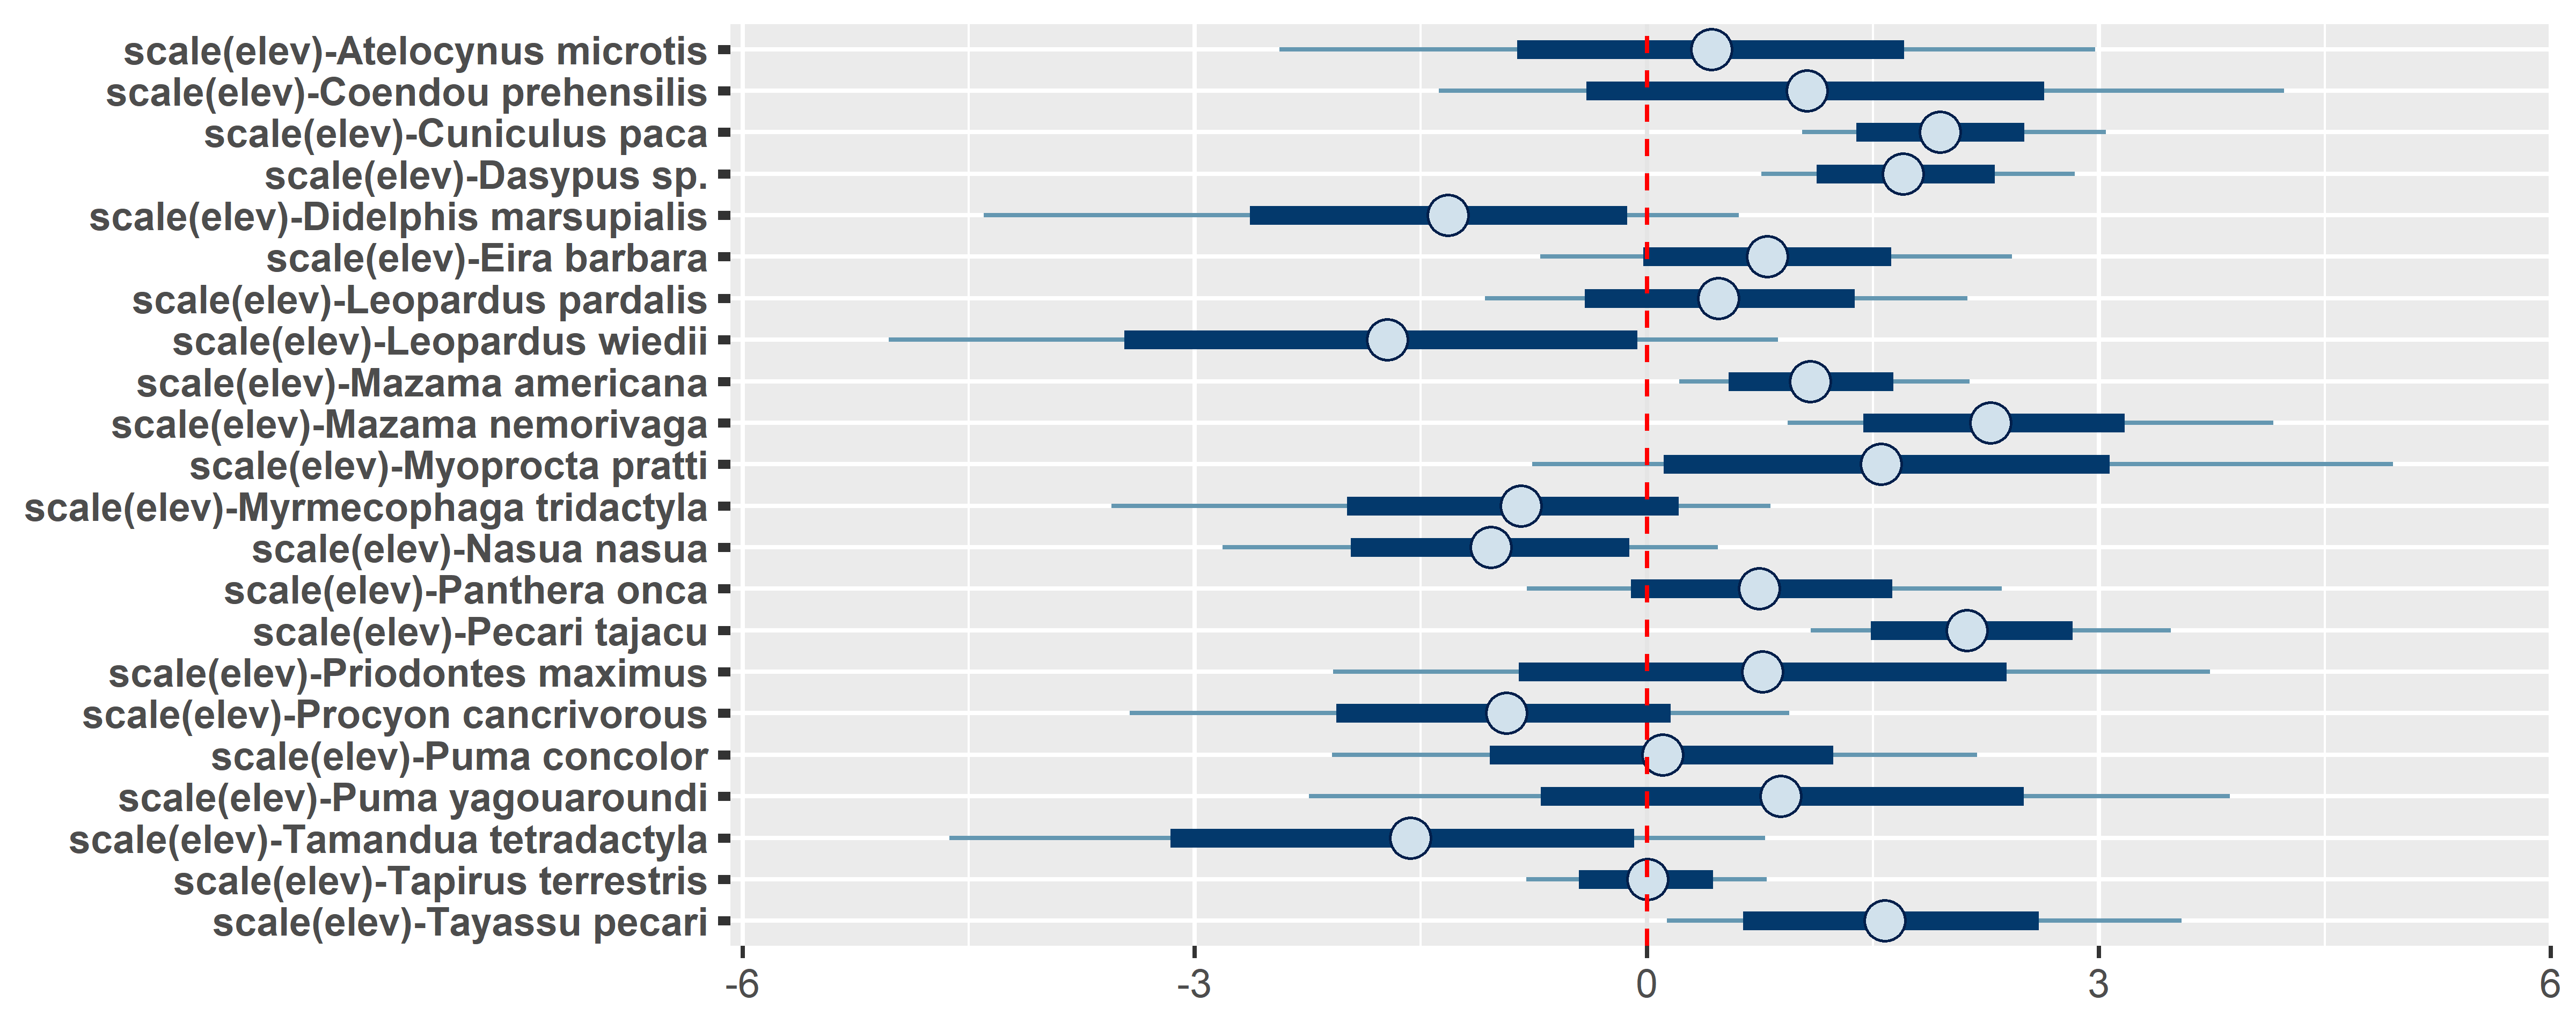 scale(elev)-Atelocynus microtis
scale(elev)-Coendou prehensilis
scale(elev)-Cuniculus paca
scale(elev)-Dasypus sp.
scale(elev)-Didelphis marsupialis
scale(elev)-Eira barbara
scale(elev)-Leopardus pardalis
scale(elev)-Leopardus wiedii
scale(elev)-Mazama americana
scale(elev)-Mazama nemorivaga
scale(elev)-Myoprocta pratti
scale(elev)-Myrmecophaga tridactyla
scale(elev)-Nasua nasua
scale(elev)-Panthera onca
scale(elev)-Pecari tajacu
scale(elev)-Priodontes maximus
scale(elev)-Procyon cancrivorous
scale(elev)-Puma concolor
scale(elev)-Puma yagouaroundi
scale(elev)-Tamandua tetradactyla
scale(elev)-Tapirus terrestris
scale(elev)-Tayassu pecari
-6 -3 0 3 6